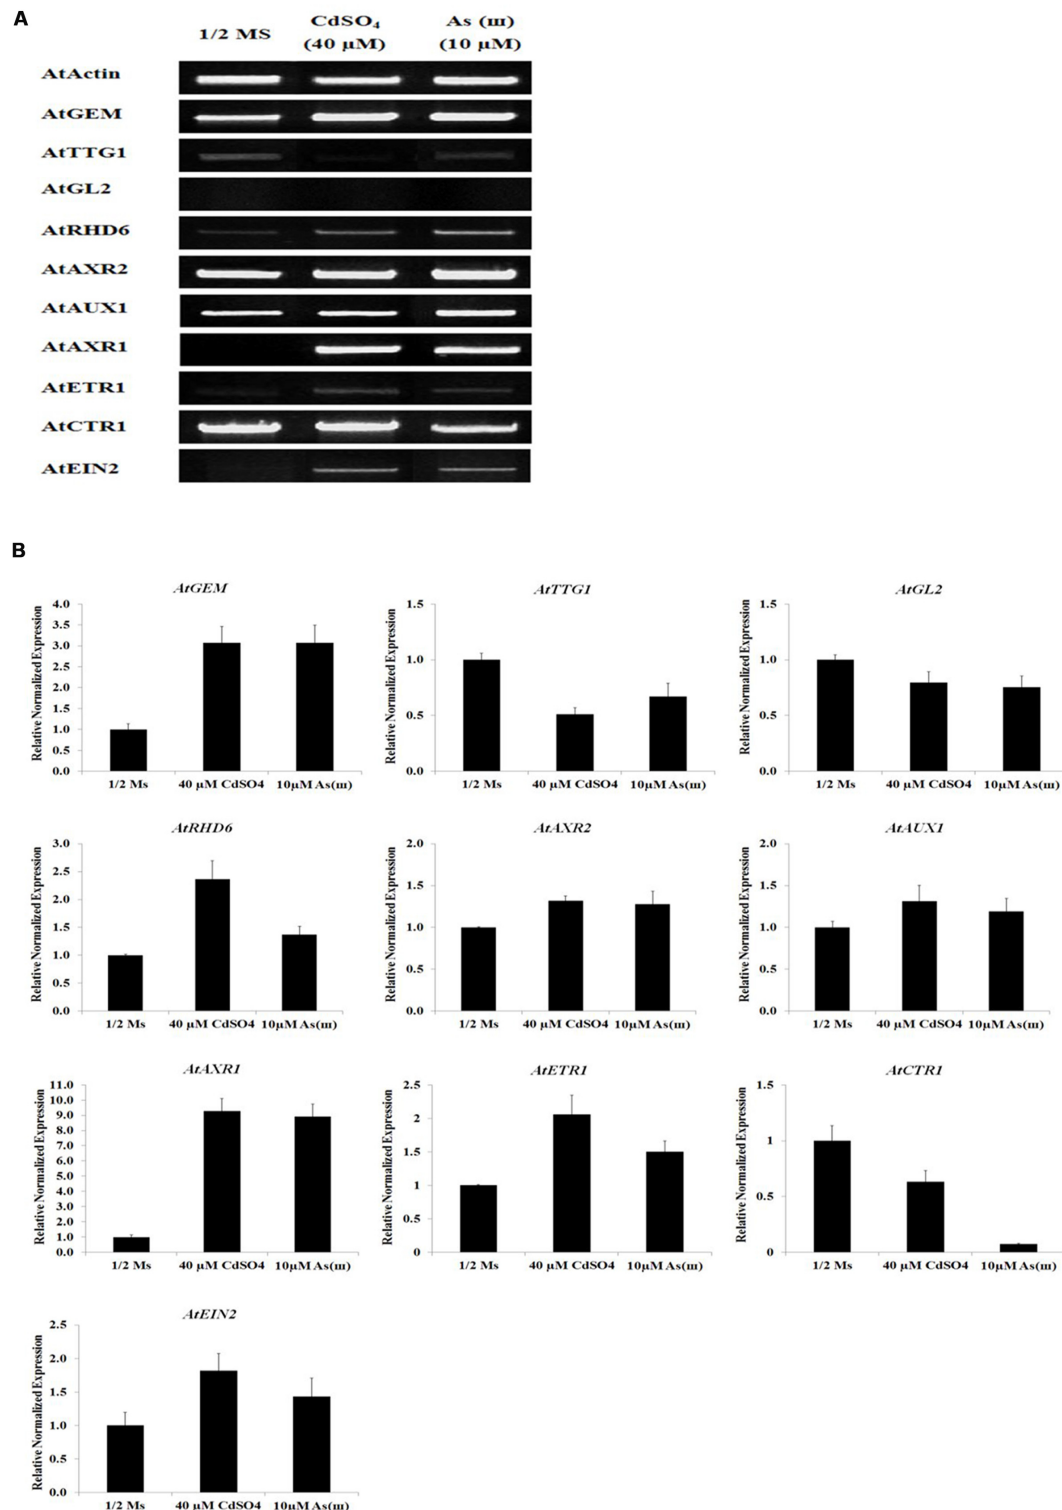 A
1/2 MS
CdSO₄
(40 µM)
As (III)
(10 µM)
AtActin
AtGEM
AtTTG1
AtGL2
AtRHD6
AtAXR2
AtAUX1
AtAXR1
AtETR1
AtCTR1
AtEIN2
B
AtGEM
Relative Normalized Expression
4.0
3.5
3.0
2.5
2.0
1.5
1.0
0.5
0.0
1/2 Ms
40 µM CdSO4
10µM As(III)
AtTTG1
Relative Normalized Expression
1.5
1.0
0.5
0.0
1/2 Ms
40 µM CdSO4
10µM As(III)
AtGL2
Relative Normalized Expression
1.5
1.0
0.5
0.0
1/2 Ms
40 µM CdSO4
10µM As(III)
AtRHD6
Relative Normalized Expression
3.0
2.5
2.0
1.5
1.0
0.5
0.0
1/2 Ms
40 µM CdSO4
10µM As(III)
AtAXR2
Relative Normalized Expression
2.0
1.5
1.0
0.5
0.0
1/2 Ms
40 µM CdSO4
10µM As(III)
AtAUX1
Relative Normalized Expression
2.0
1.5
1.0
0.5
0.0
1/2 Ms
40 µM CdSO4
10µM As(III)
AtAXR1
Relative Normalized Expression
11.0
10.0
9.0
8.0
7.0
6.0
5.0
4.0
3.0
2.0
1.0
0.0
1/2 Ms
40 µM CdSO4
10µM As(III)
AtETR1
Relative Normalized Expression
2.5
2
1.5
1
0.5
0
1/2 Ms
40 µM CdSO4
10µM As(III)
AtCTR1
Relative Normalized Expression
1.5
1
0.5
0
1/2 Ms
40 µM CdSO4
10µM As(III)
AtEIN2
Relative Normalized Expression
2.5
2.0
1.5
1.0
0.5
0.0
1/2 Ms
40 µM CdSO4
10µM As(III)